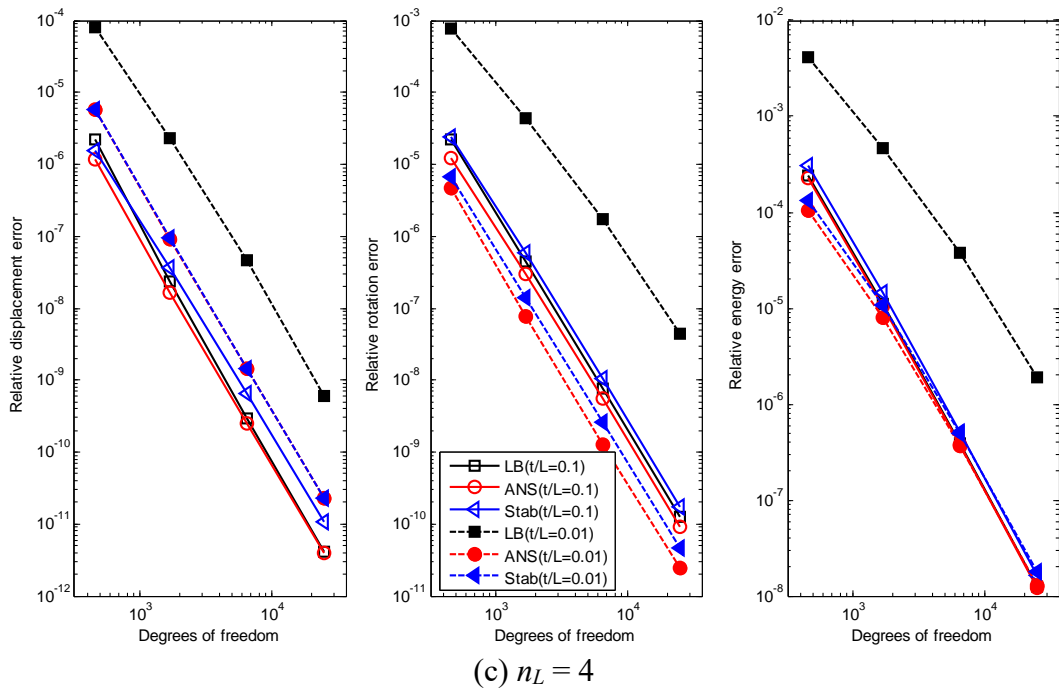 Relative displacement error
10^-4
10^-5
10^-6
10^-7
10^-8
10^-9
10^-10
10^-11
10^-12
10^3
10^4
Degrees of freedom
Relative rotation error
10^-3
10^-4
10^-5
10^-6
10^-7
10^-8
10^-9
10^-10
10^-11
LB(t/L=0.1)
ANS(t/L=0.1)
Stab(t/L=0.1)
LB(t/L=0.01)
ANS(t/L=0.01)
Stab(t/L=0.01)
10^3
10^4
Degrees of freedom
Relative energy error
10^-2
10^-3
10^-4
10^-5
10^-6
10^-7
10^-8
10^3
10^4
Degrees of freedom
(c) n_L = 4